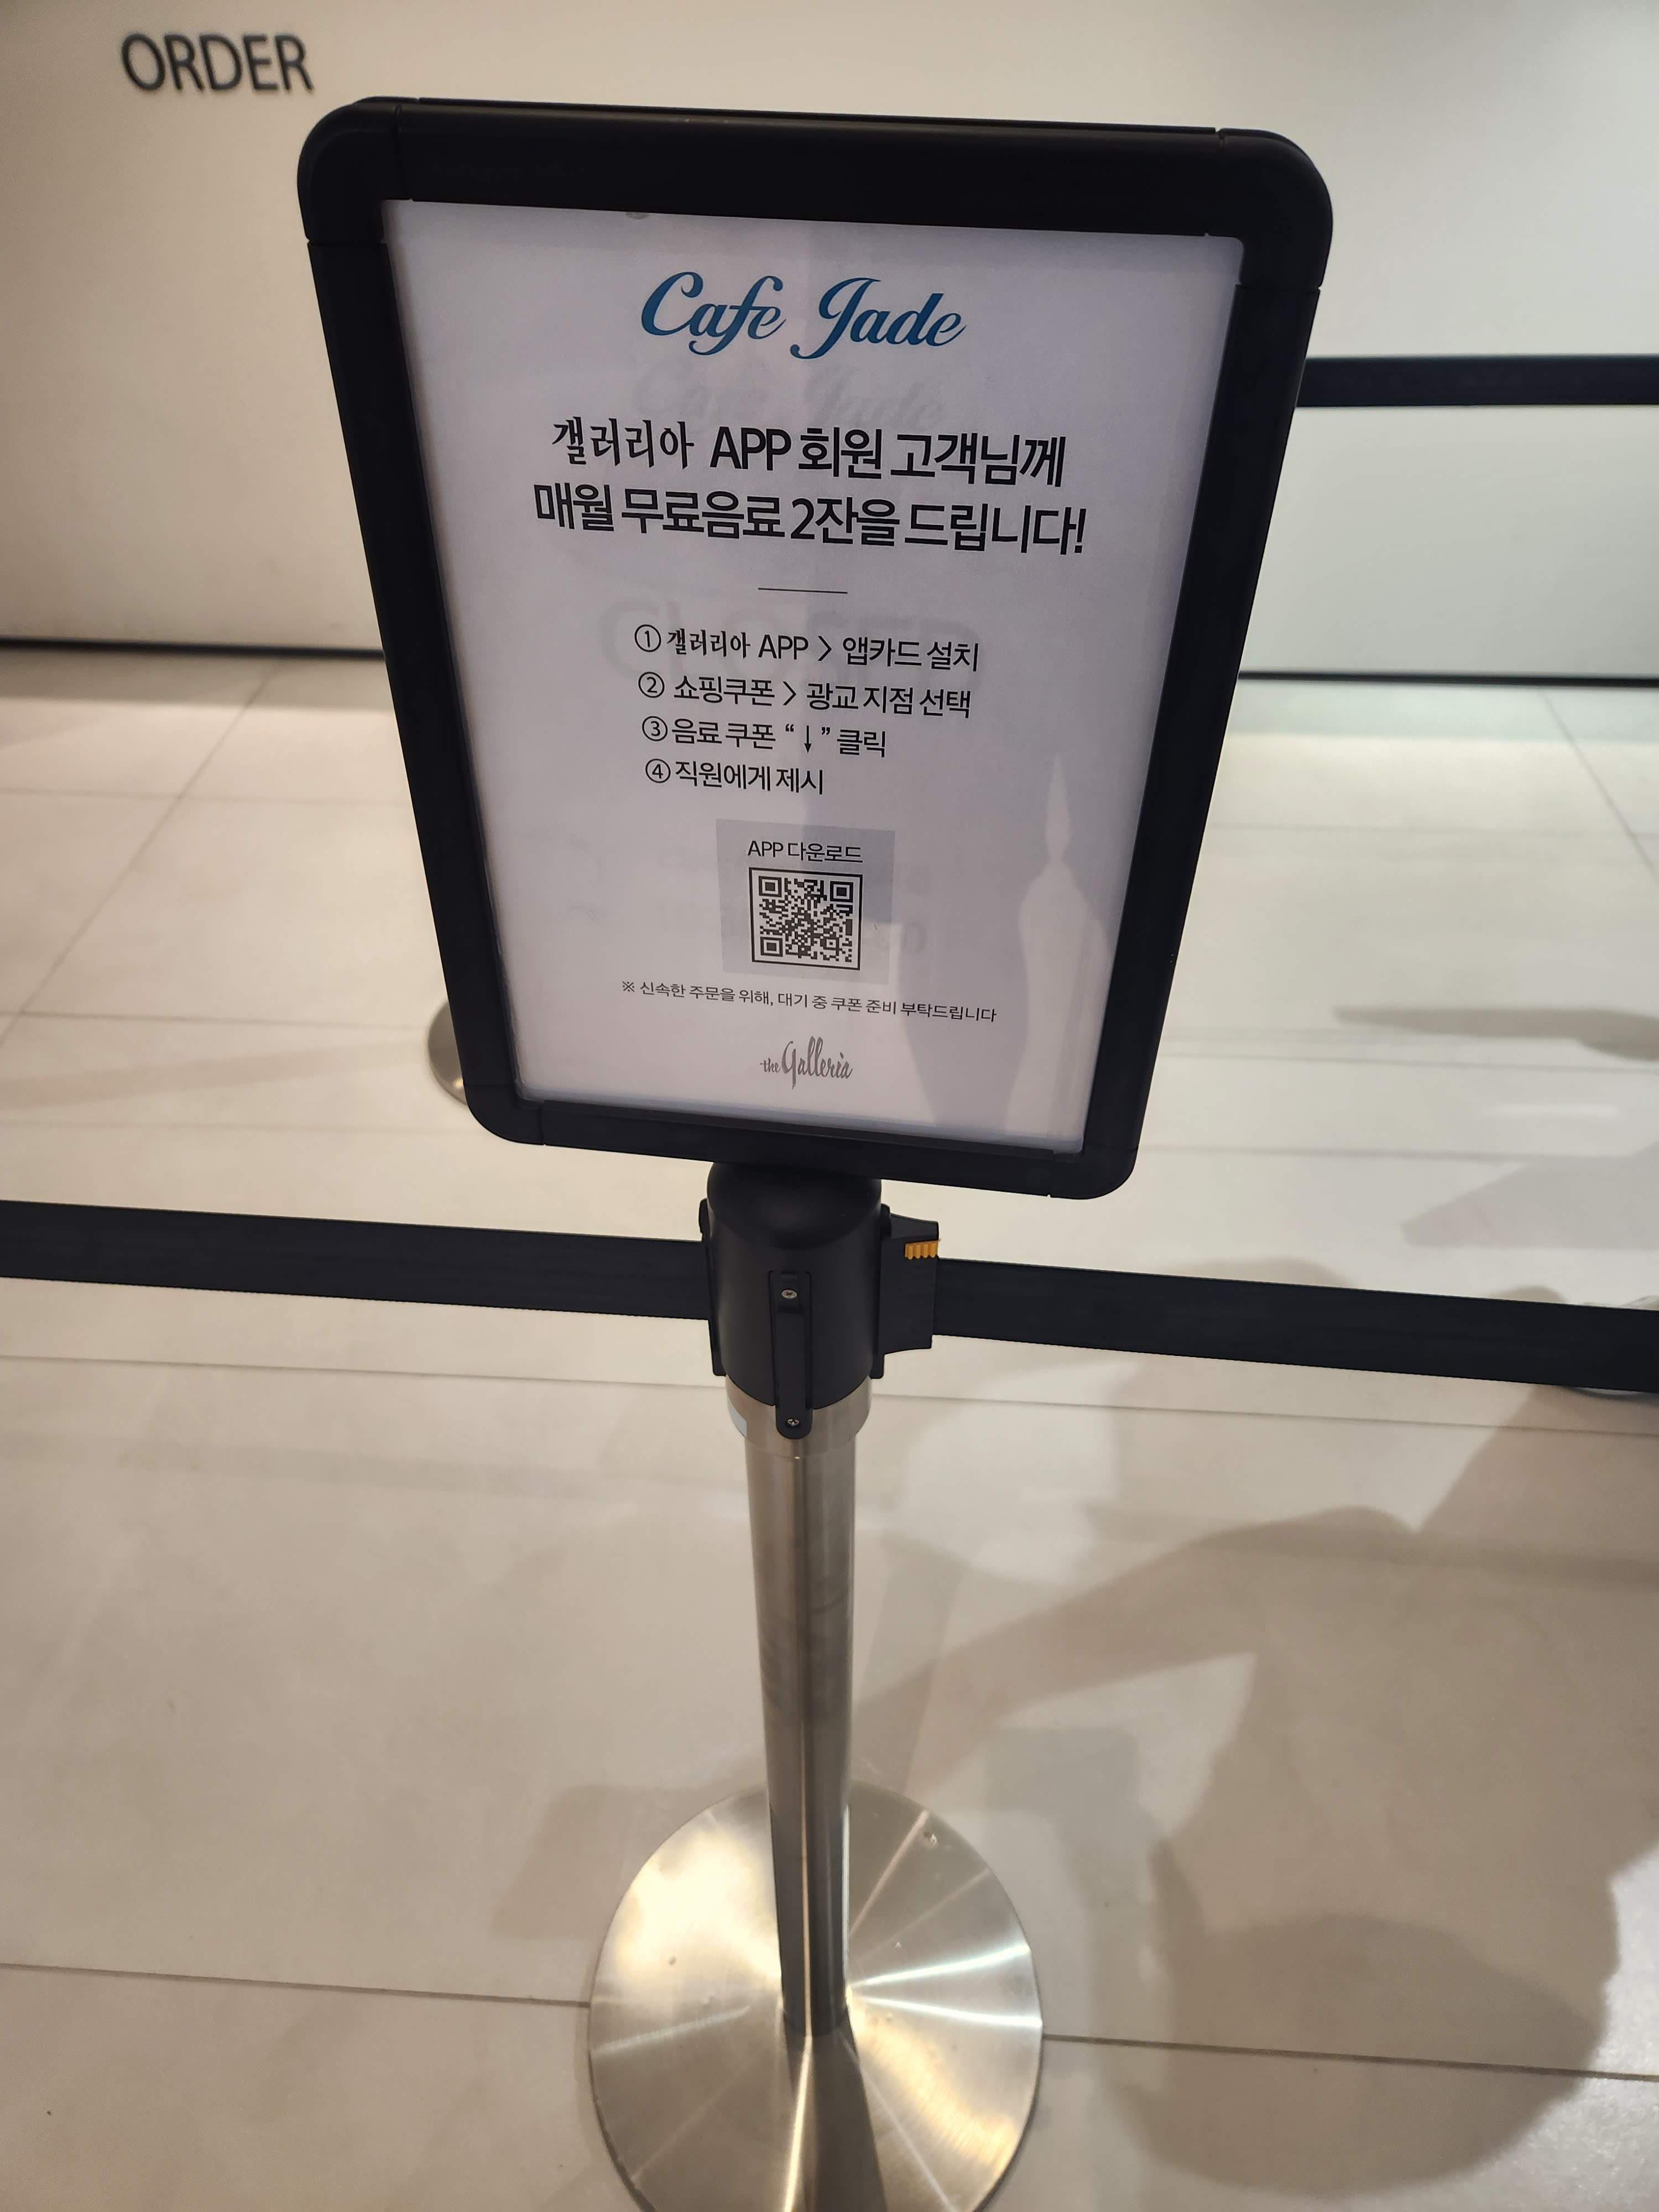 ORDER
Cafe Jade
갤러리아 APP 회원 고객님께
매월 무료음료 2잔을 드립니다!
① 갤러리아 APP > 앱카드 설치
② 쇼핑쿠폰 > 광교 지점 선택
③ 음료 쿠폰 “↓” 클릭
④ 직원에게 제시
APP 다운로드
※ 신속한 주문을 위해, 대기 중 쿠폰 준비 부탁드립니다
the Galleria